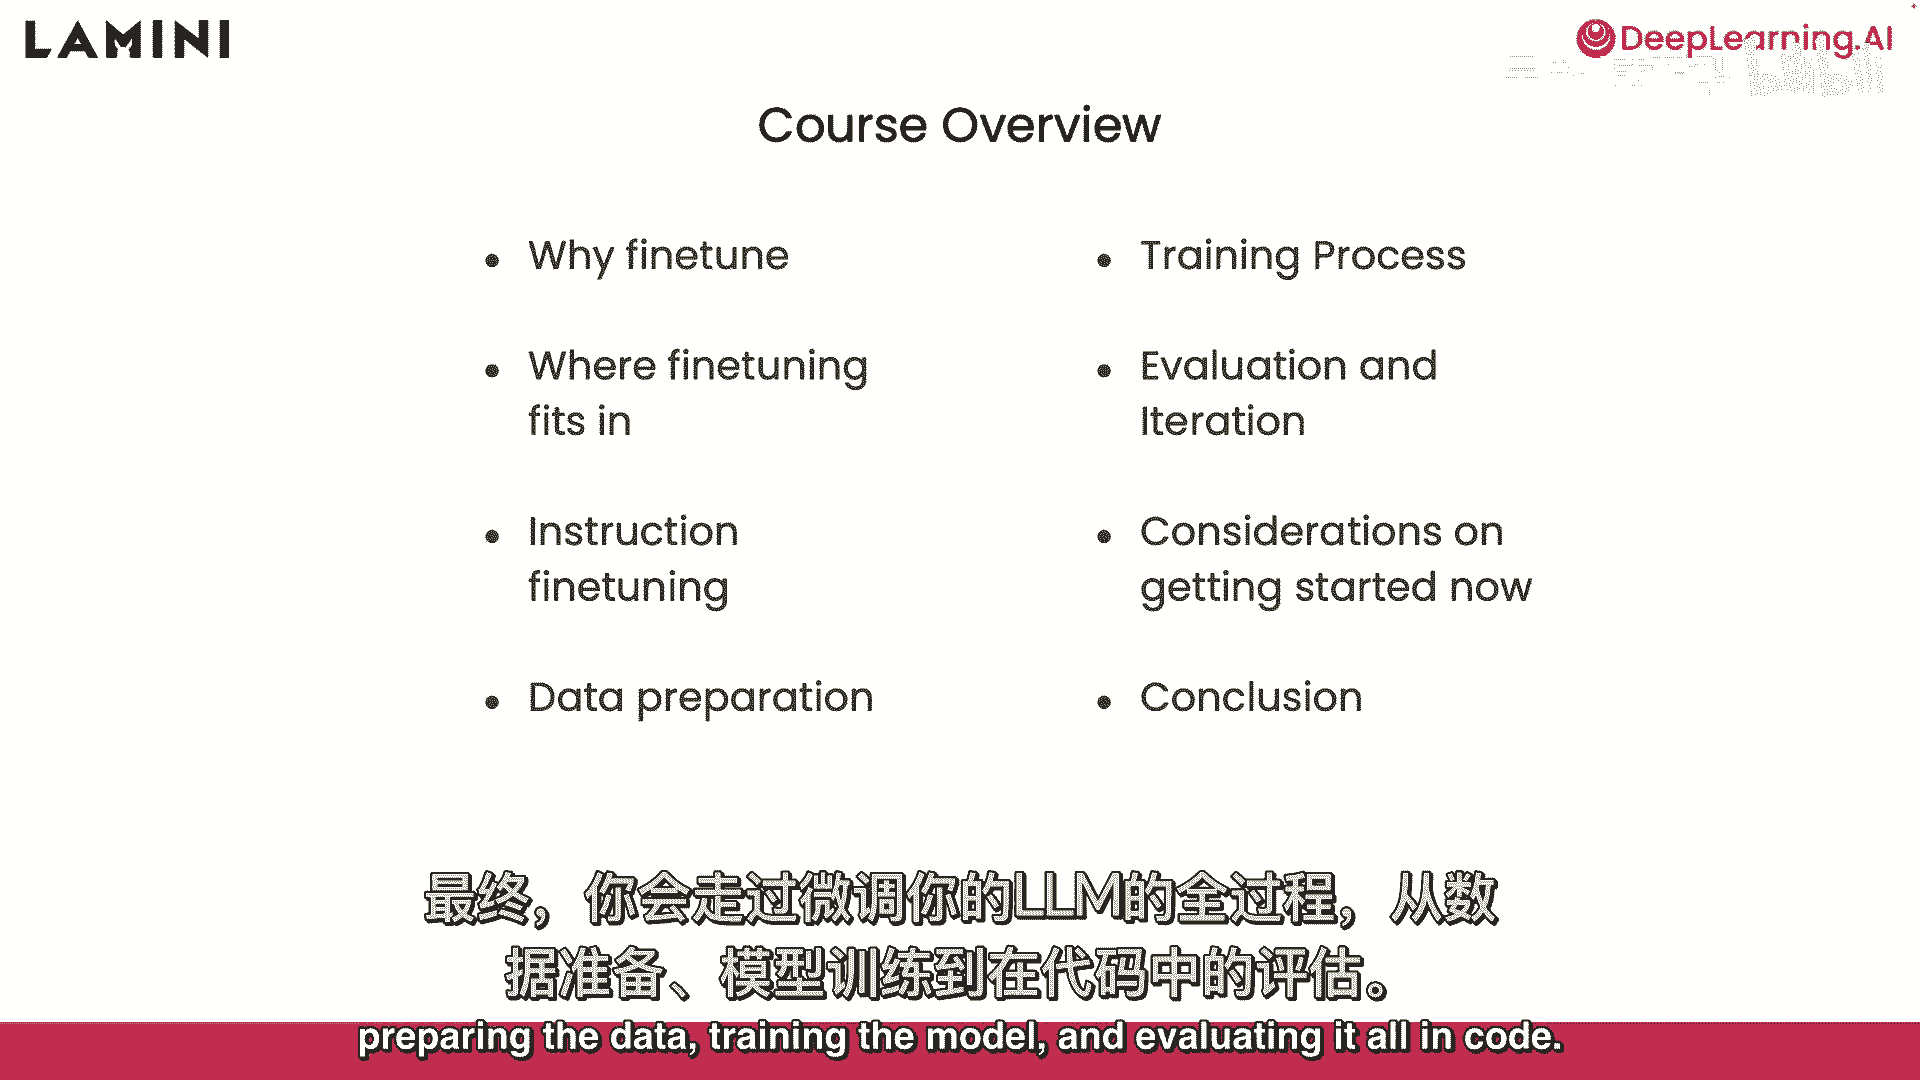 LAMINI
DeepLearning.AI
Course Overview
• Why finetune
• Where finetuning
fits in
• Instruction
finetuning
• Data preparation
• Training Process
• Evaluation and
Iteration
• Considerations on
getting started now
• Conclusion
最终，你会走过微调你的LLM的全过程，从数
据准备、模型训练到在代码中的评估。
preparing the data, training the model, and evaluating it all in code.